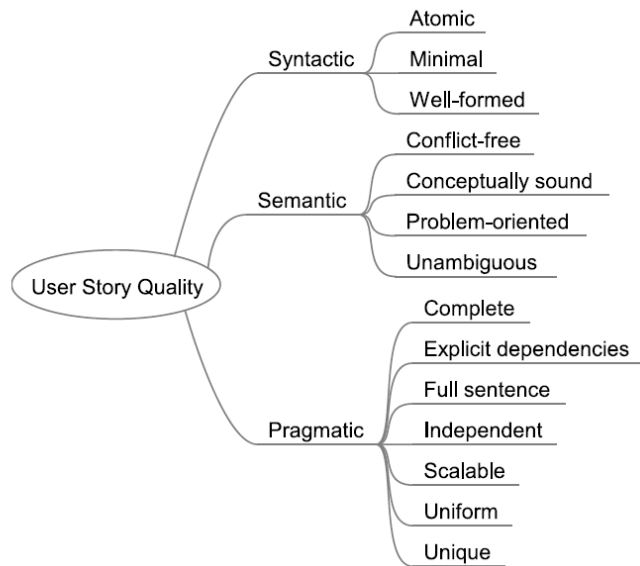 User Story Quality
Syntactic
Atomic
Minimal
Well-formed
Semantic
Conflict-free
Conceptually sound
Problem-oriented
Unambiguous
Pragmatic
Complete
Explicit dependencies
Full sentence
Independent
Scalable
Uniform
Unique